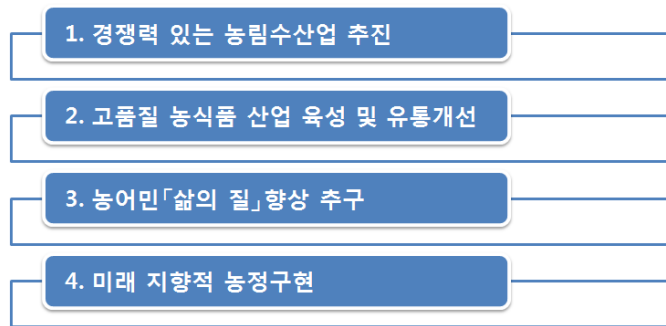 1. 경쟁력 있는 농림수산업 추진
2. 고품질 농식품 산업 육성 및 유통개선
3. 농어민「삶의 질」향상 추구
4. 미래 지향적 농정구현